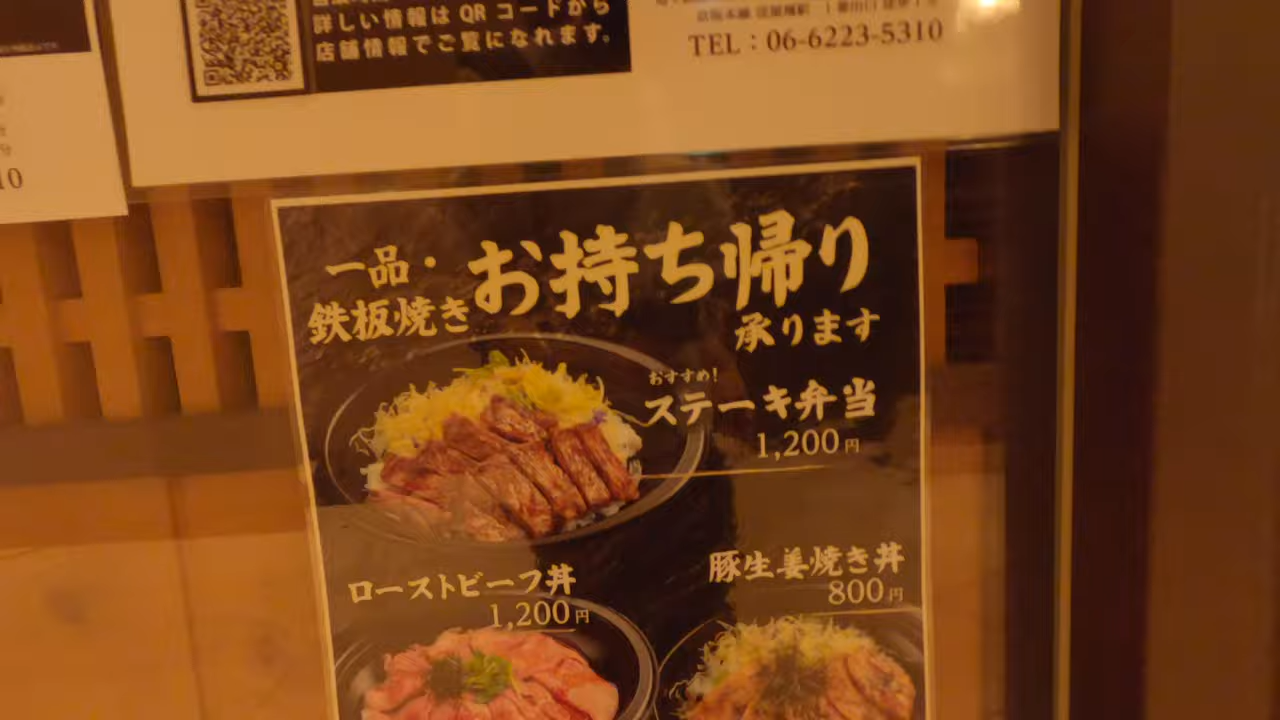 詳しい情報は QR コードから
店舗情報でご覧になれます。
TEL：06-6223-5310
10
一品・
鉄板焼き
お持ち帰り
承ります
おすすめ！
ステーキ弁当
1,200円
ローストビーフ丼
1,200円
豚生姜焼き丼
800円